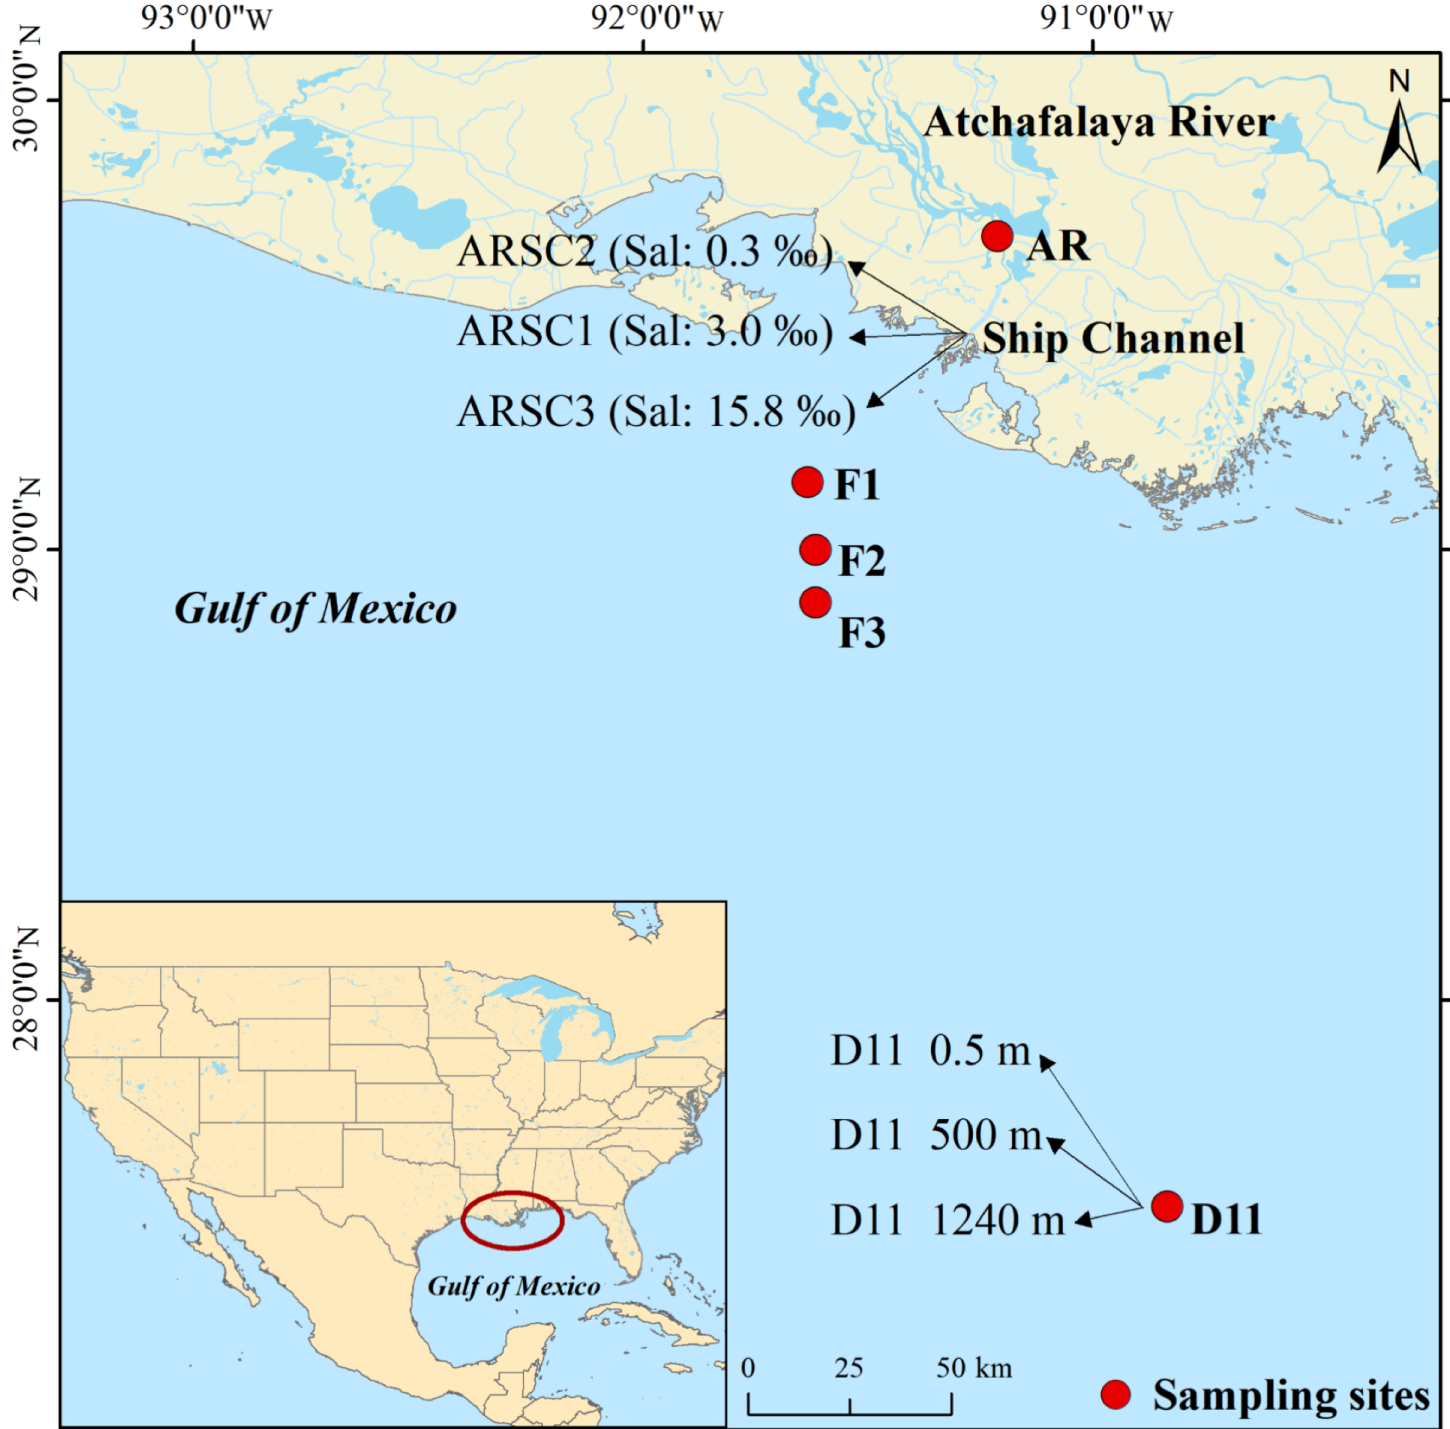 93°0'0"W
92°0'0"W
91°0'0"W
30°0'0"N
N
Atchafalaya River
AR
ARSC2 (Sal: 0.3 ‰)
ARSC1 (Sal: 3.0 ‰)
Ship Channel
ARSC3 (Sal: 15.8 ‰)
F1
29°0'0"N
F2
Gulf of Mexico
F3
28°0'0"N
D11 0.5 m
D11 500 m
D11 1240 m
D11
Gulf of Mexico
0 25 50 km
Sampling sites